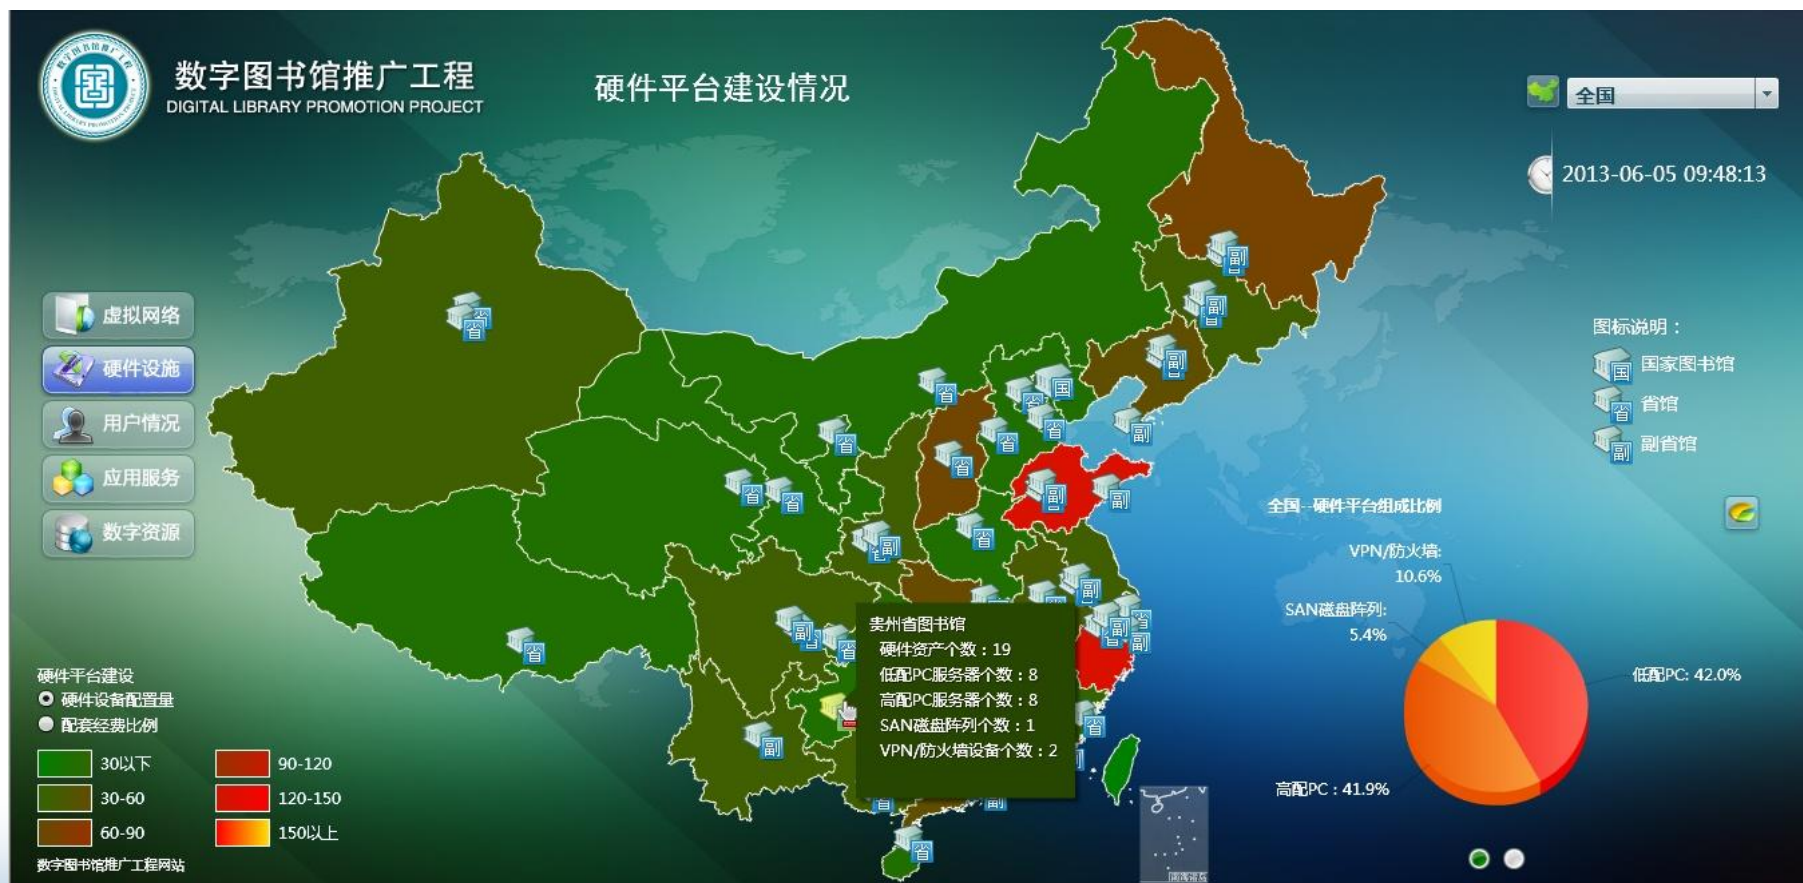 数字图书馆推广工程
DIGITAL LIBRARY PROMOTION PROJECT
硬件平台建设情况
全国
2013-06-05 09:48:13
虚拟网络
硬件设施
用户情况
应用服务
数字资源
图标说明：
国 国家图书馆
省 省馆
副 副省馆
贵州省图书馆
硬件资产个数：19
低配PC服务器个数：8
高配PC服务器个数：8
SAN磁盘阵列个数：1
VPN/防火墙设备个数：2
全国--硬件平台组成比例
VPN/防火墙:
10.6%
SAN磁盘阵列:
5.4%
低配PC: 42.0%
高配PC：41.9%
硬件平台建设
硬件设备配置量
配套经费比例
30以下
90-120
30-60
120-150
60-90
150以上
数字图书馆推广工程网站
南海诸岛